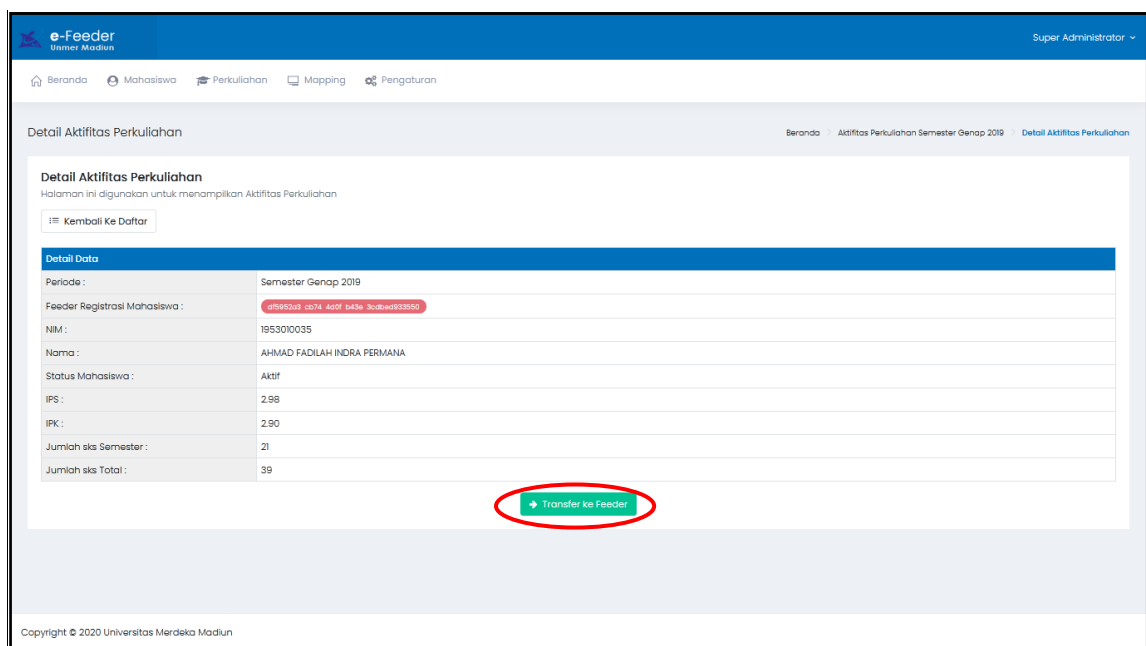 e-Feeder
Unmer Madiun
Super Administrator
Beranda Mahasiswa Perkuliahan Mapping Pengaturan
Detail Aktifitas Perkuliahan
Beranda > Aktifitas Perkuliahan Semester Genap 2019 > Detail Aktifitas Perkuliahan
Detail Aktifitas Perkuliahan
Halaman ini digunakan untuk menampilkan Aktifitas Perkuliahan
Kembali Ke Daftar
Detail Data
Periode : Semester Genap 2019
Feeder Registrasi Mahasiswa : df5952a3 cb74 4d0f b43e 3cdbed933550
NIM : 1953010035
Nama : AHMAD FADILAH INDRA PERMANA
Status Mahasiswa : Aktif
IPS : 2.98
IPK : 2.90
Jumlah sks Semester : 21
Jumlah sks Total : 39
Transfer ke Feeder
Copyright © 2020 Universitas Merdeka Madiun